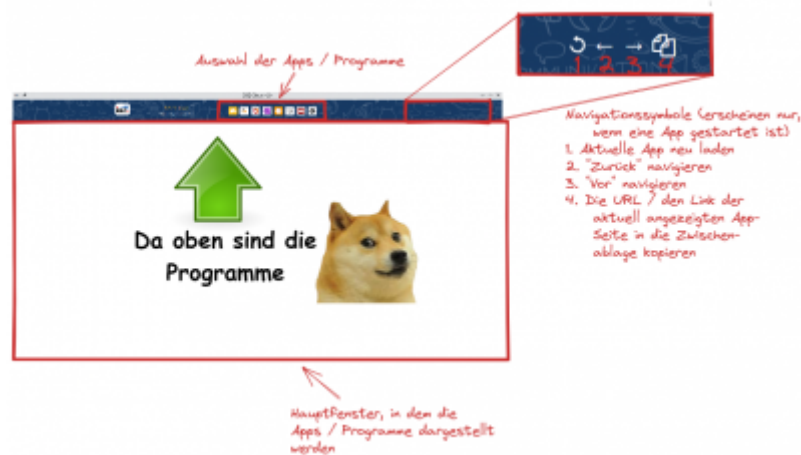 Auswahl der Apps / Programme
1 2 3 4
Navigationssymbole (erscheinen nur,
wenn eine App gestartet ist)
1. Aktuelle App neu laden
2. "Zurück" navigieren
3. "Vor" navigieren
4. Die URL / den Link der
aktuell angezeigten App-
Seite in die Zwischen-
ablage kopieren
Da oben sind die
Programme
Hauptfenster, in dem die
Apps / Programme dargestellt
werden